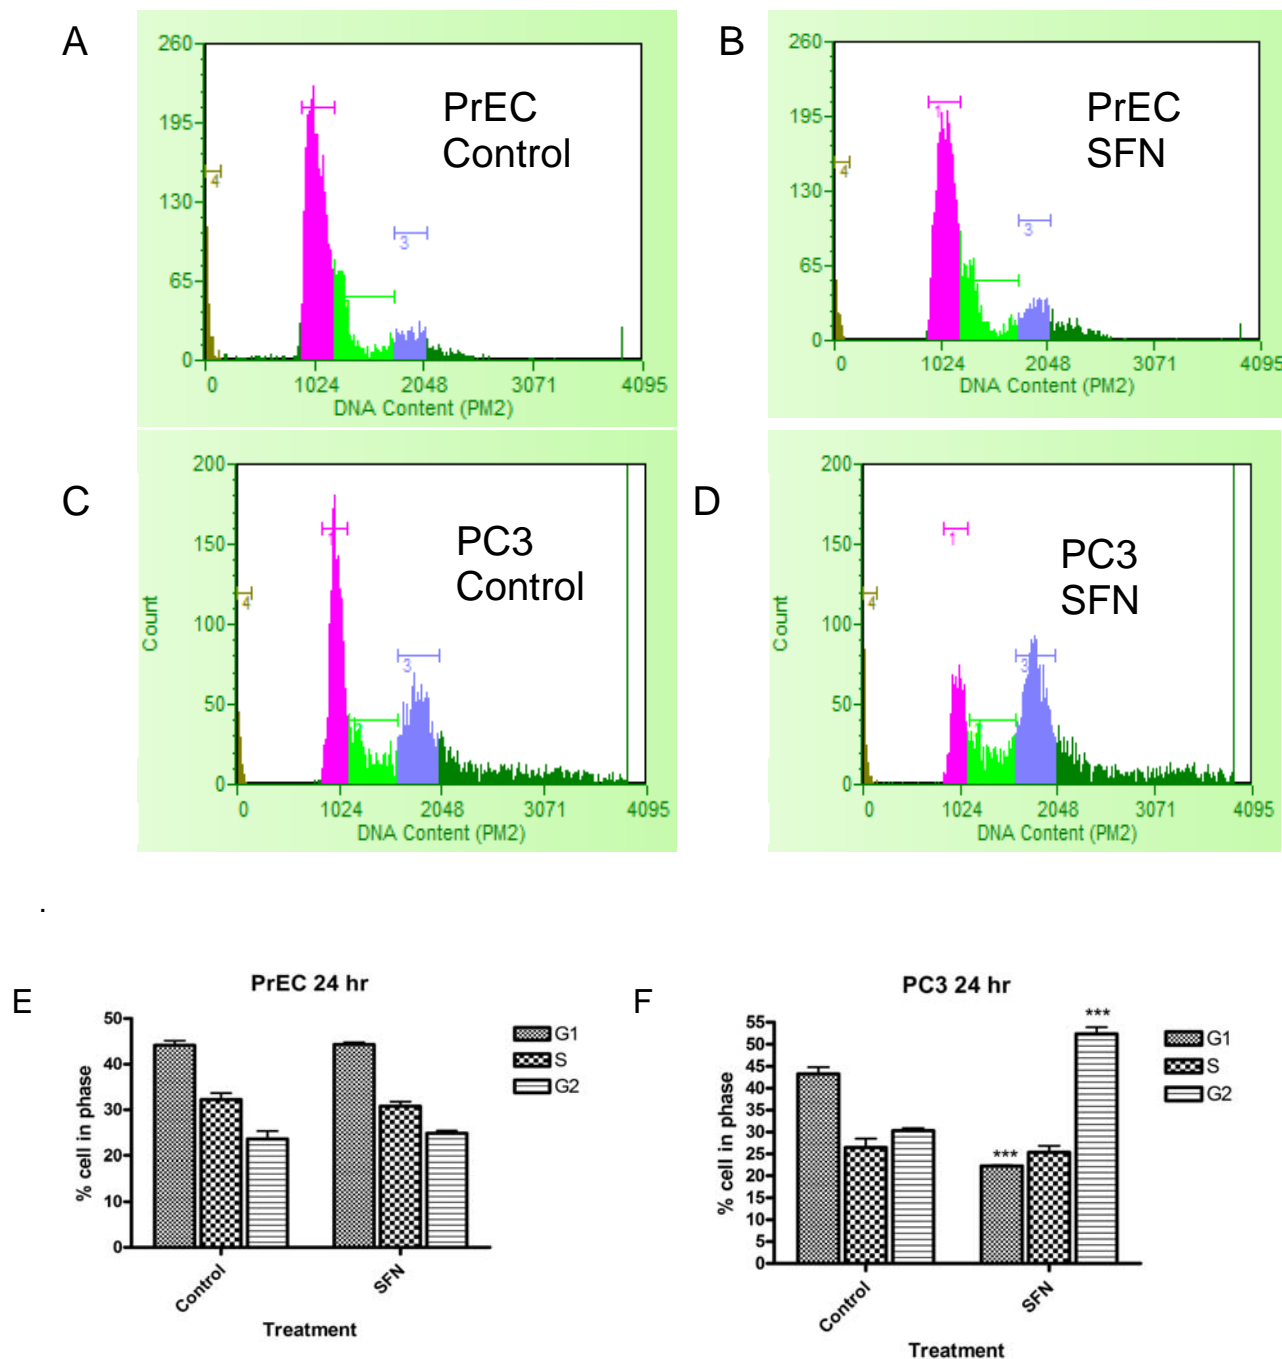 A
260
195
130
65
0
4
3
PrEC
Control
0
1024
2048
3071
4095
DNA Content (PM2)
B
260
195
130
65
0
4
1
3
PrEC
SFN
0
1024
2048
3071
4095
DNA Content (PM2)
C
Count
200
150
100
50
0
4
1
2
3
PC3
Control
0
1024
2048
3071
4095
DNA Content (PM2)
D
Count
200
150
100
50
0
4
1
3
PC3
SFN
0
1024
2048
3071
4095
DNA Content (PM2)
.
E
PrEC 24 hr
% cell in phase
50
40
30
20
10
0
G1
S
G2
Control
SFN
Treatment
F
PC3 24 hr
% cell in phase
55
50
45
40
35
30
25
20
15
10
5
0
***
***
G1
S
G2
Control
SFN
Treatment